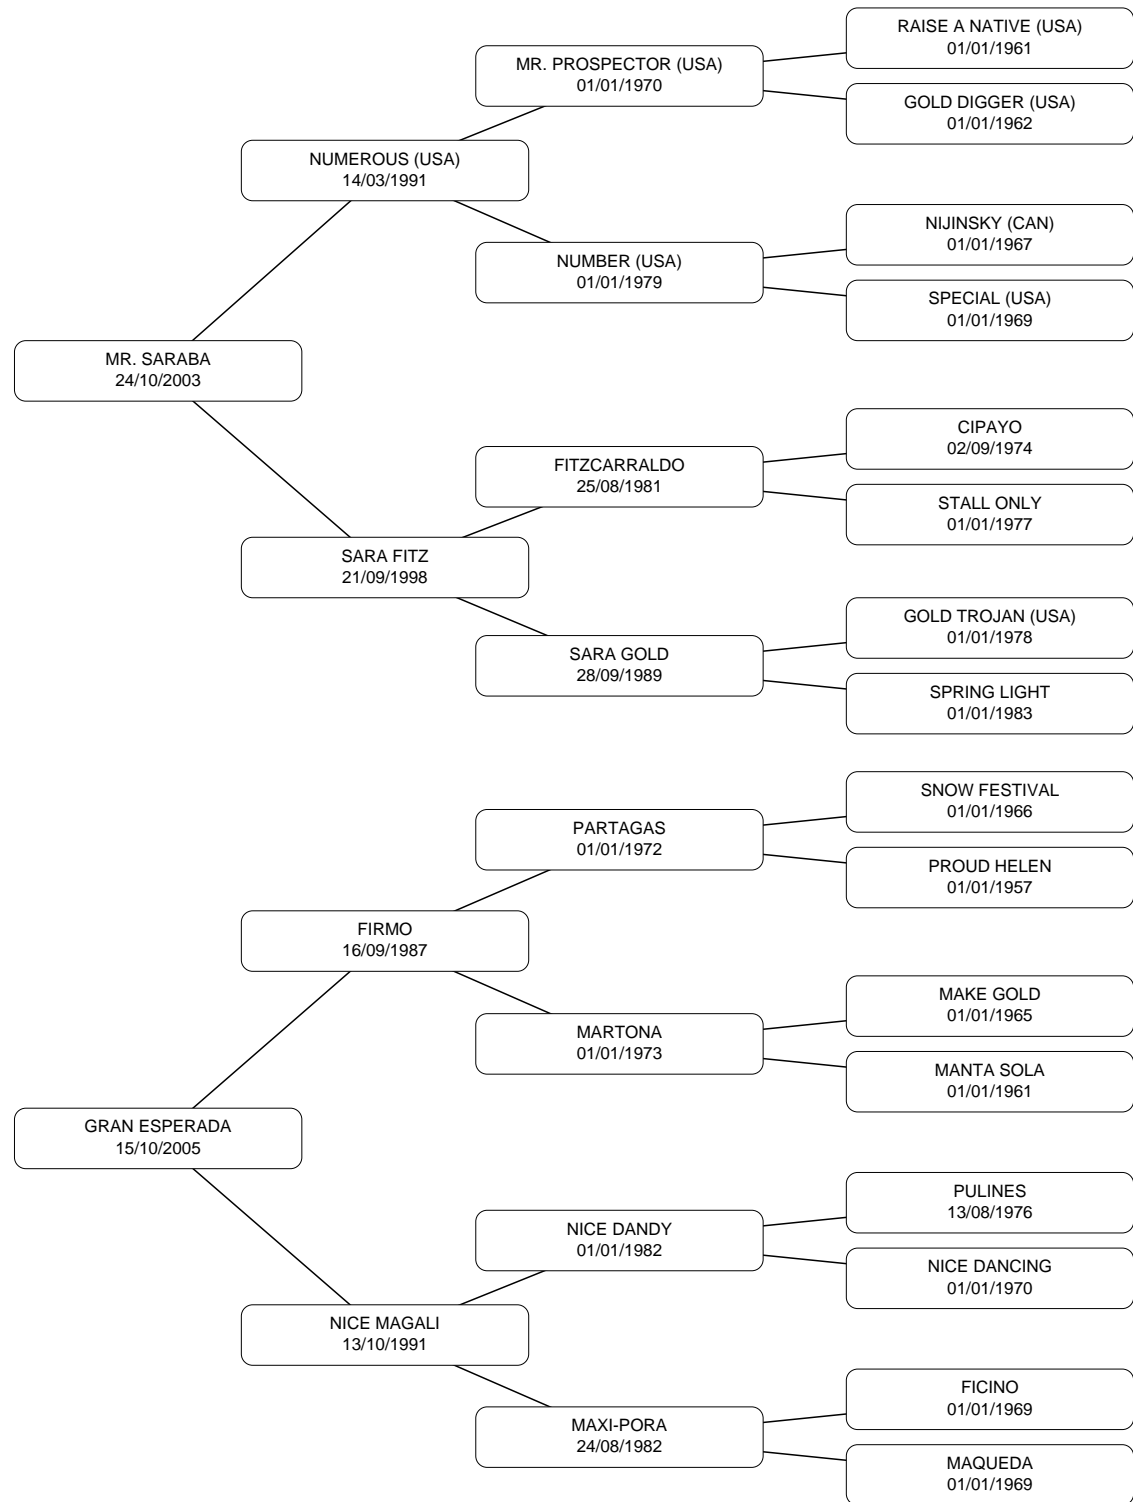 RAISE A NATIVE (USA)
01/01/1961
MR. PROSPECTOR (USA)
01/01/1970
GOLD DIGGER (USA)
01/01/1962
NUMEROUS (USA)
14/03/1991
NIJINSKY (CAN)
01/01/1967
NUMBER (USA)
01/01/1979
SPECIAL (USA)
01/01/1969
MR. SARABA
24/10/2003
CIPAYO
02/09/1974
FITZCARRALDO
25/08/1981
STALL ONLY
01/01/1977
SARA FITZ
21/09/1998
GOLD TROJAN (USA)
01/01/1978
SARA GOLD
28/09/1989
SPRING LIGHT
01/01/1983
SNOW FESTIVAL
01/01/1966
PARTAGAS
01/01/1972
PROUD HELEN
01/01/1957
FIRMO
16/09/1987
MAKE GOLD
01/01/1965
MARTONA
01/01/1973
MANTA SOLA
01/01/1961
GRAN ESPERADA
15/10/2005
PULINES
13/08/1976
NICE DANDY
01/01/1982
NICE DANCING
01/01/1970
NICE MAGALI
13/10/1991
FICINO
01/01/1969
MAXI-PORA
24/08/1982
MAQUEDA
01/01/1969